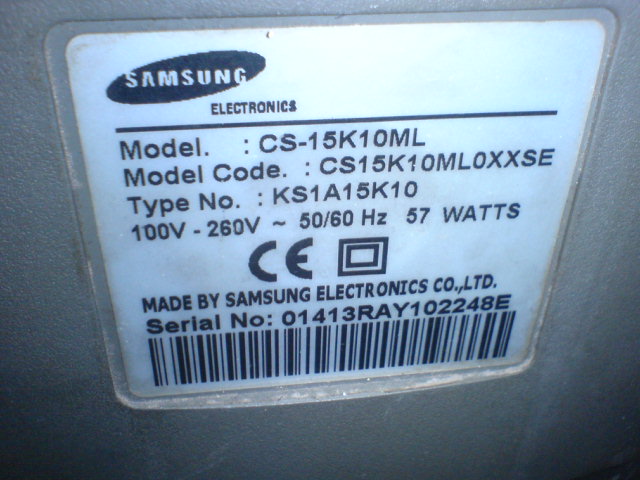 SAMSUNG
ELECTRONICS
Model. : CS-15K10ML
Model Code. : CS15K10ML0XXSE
Type No. : KS1A15K10
100V - 260V ~ 50/60 Hz 57 WATTS
CE
MADE BY SAMSUNG ELECTRONICS CO.,LTD.
Serial No: 01413RAY102248E